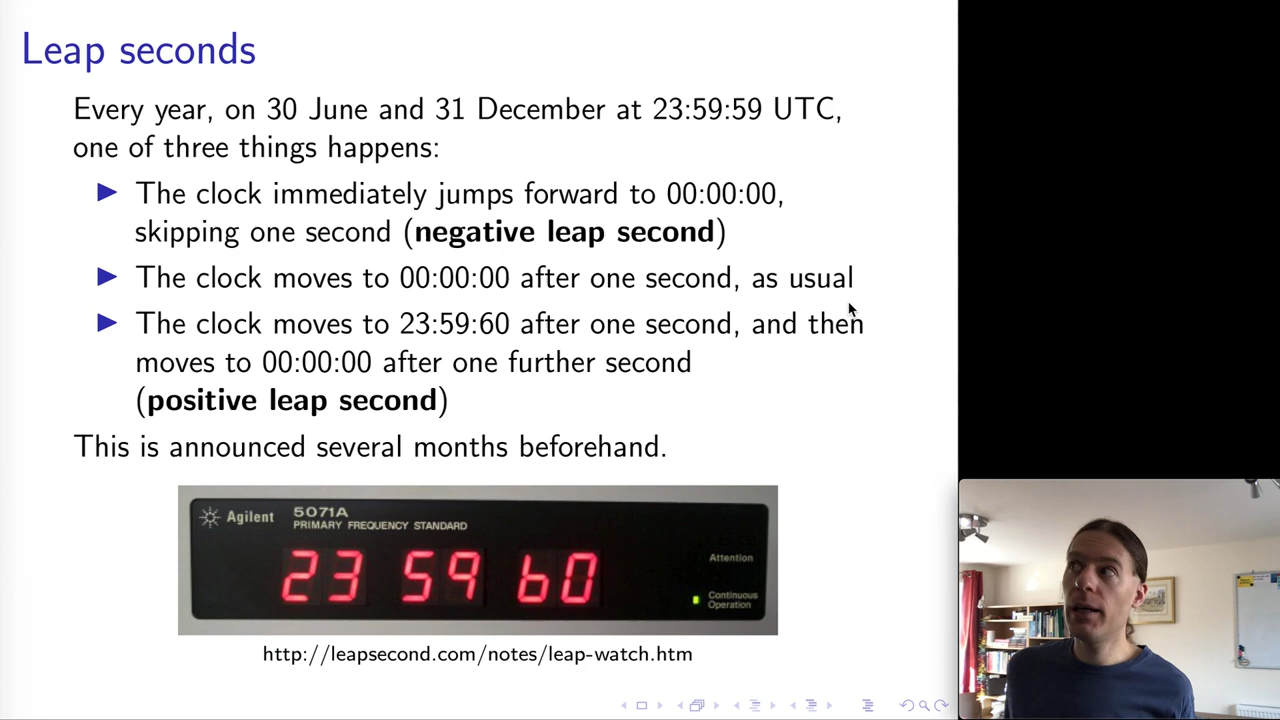 Leap seconds
Every year, on 30 June and 31 December at 23:59:59 UTC,
one of three things happens:
The clock immediately jumps forward to 00:00:00,
skipping one second (negative leap second)
The clock moves to 00:00:00 after one second, as usual
The clock moves to 23:59:60 after one second, and then
moves to 00:00:00 after one further second
(positive leap second)
This is announced several months beforehand.
Agilent
5071A
PRIMARY FREQUENCY STANDARD
23 59 60
Attention
Continuous
Operation
http://leapsecond.com/notes/leap-watch.htm